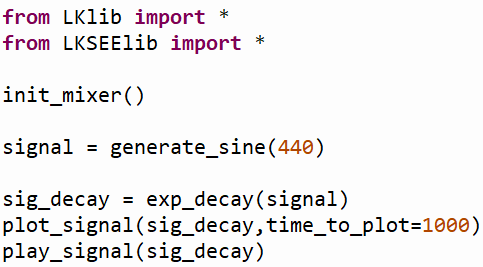 from LKlib import *
from LKSEElib import *
init_mixer()
signal = generate_sine(440)
sig_decay = exp_decay(signal)
plot_signal(sig_decay,time_to_plot=1000)
play_signal(sig_decay)